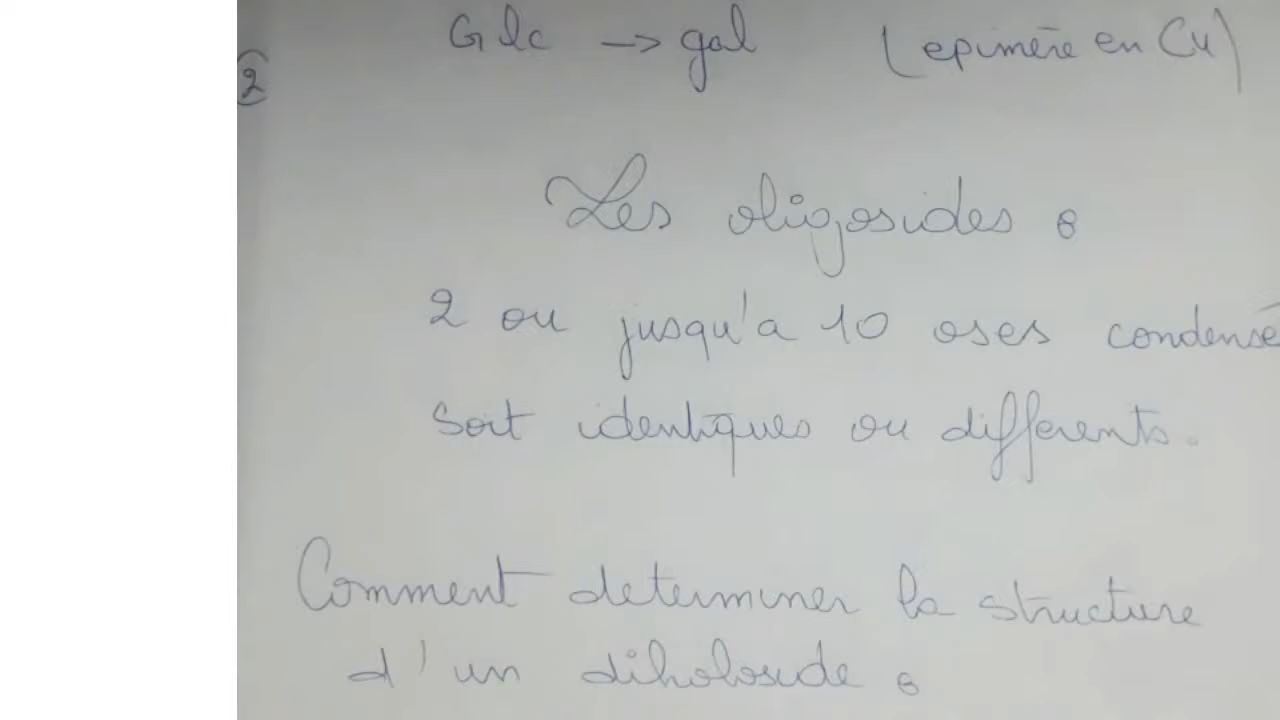 Glc -> gal (epimère en C4)
2
Les oligosides :
2 ou jusqu'a 10 oses condensé
soit identiques ou differents.
Comment determiner la structure
d'un diholoside :